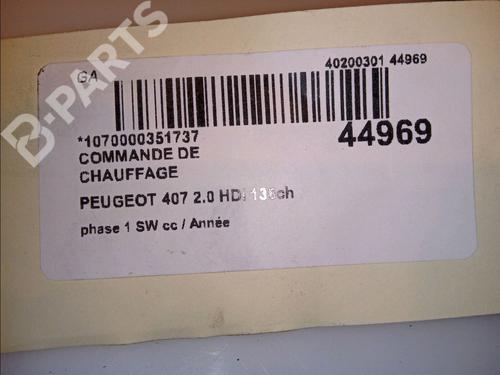 B-PARTS
GA
40200301 44969
*1070000351737
44969
COMMANDE DE
CHAUFFAGE
PEUGEOT 407 2.0 HDi 136ch
phase 1 SW cc / Année